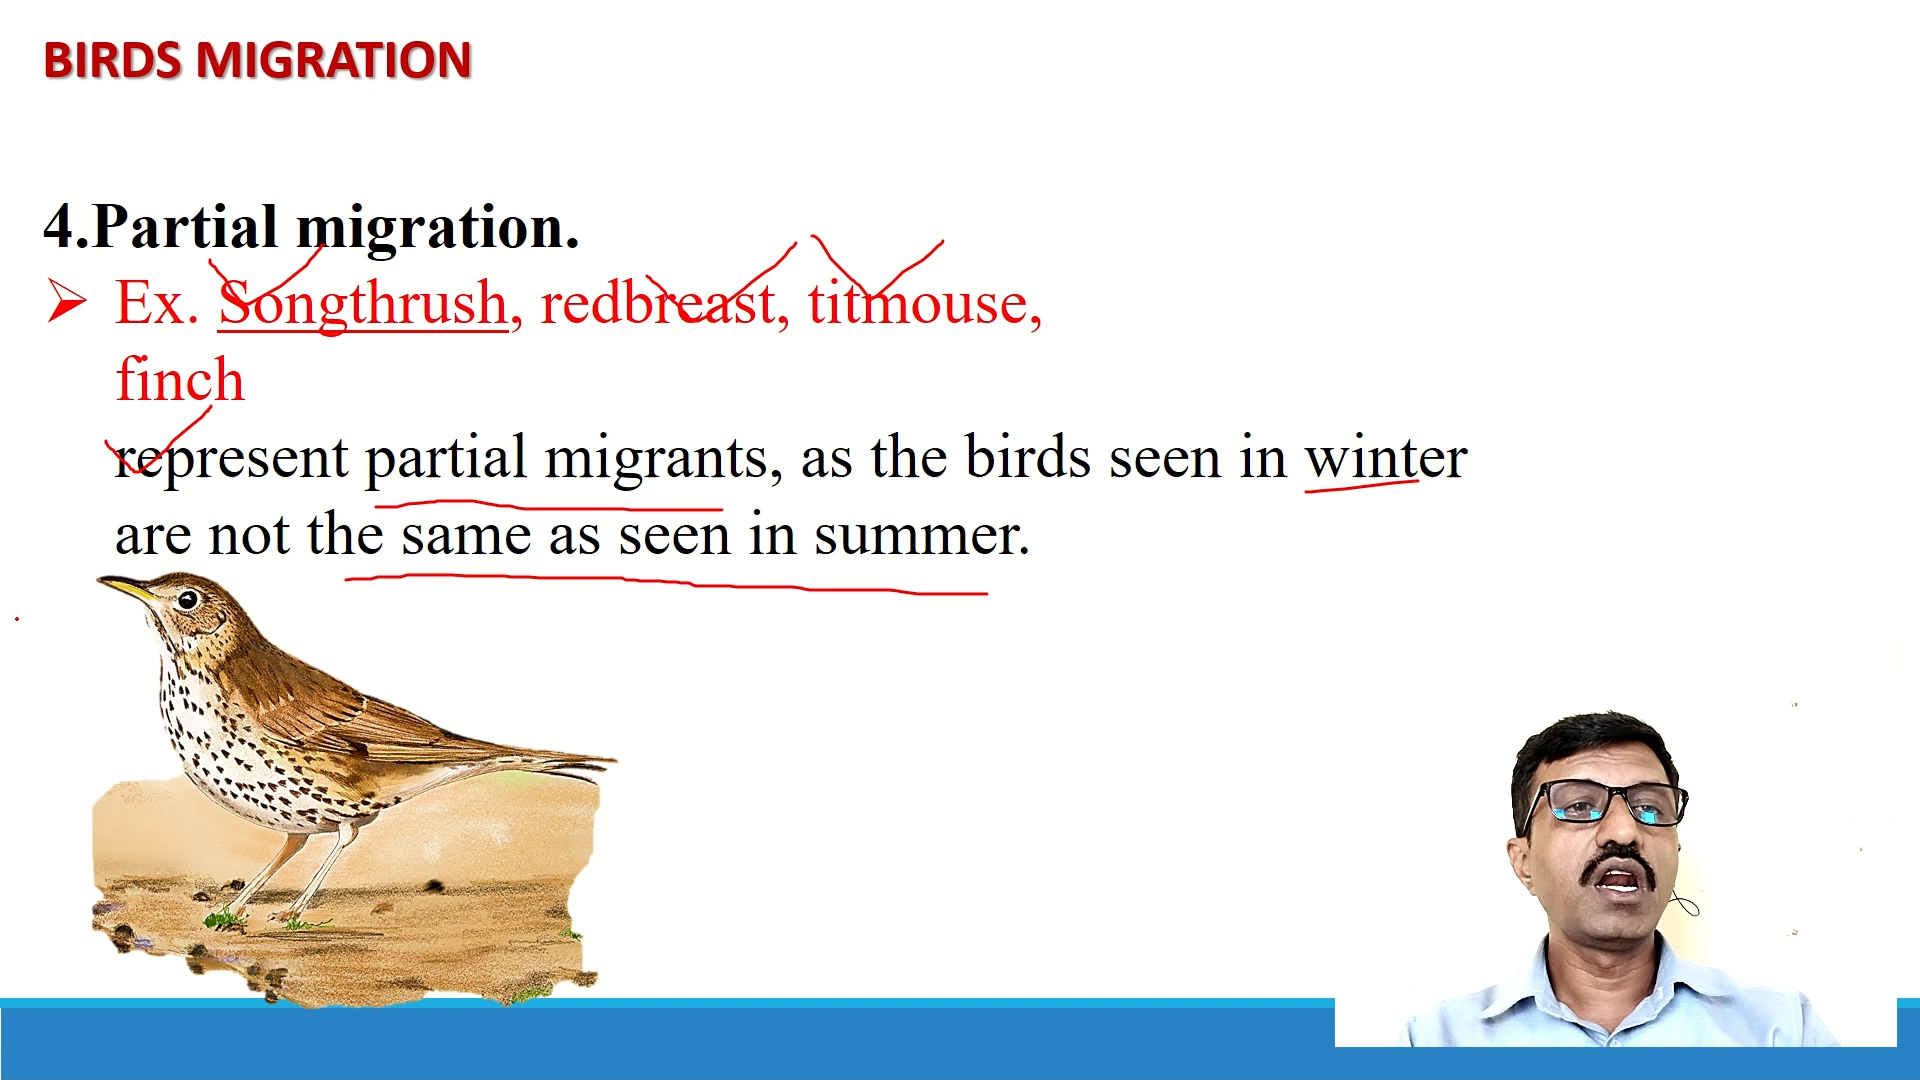 BIRDS MIGRATION
4.Partial migration.
Ex. Songthrush, redbreast, titmouse,
finch
represent partial migrants, as the birds seen in winter
are not the same as seen in summer.